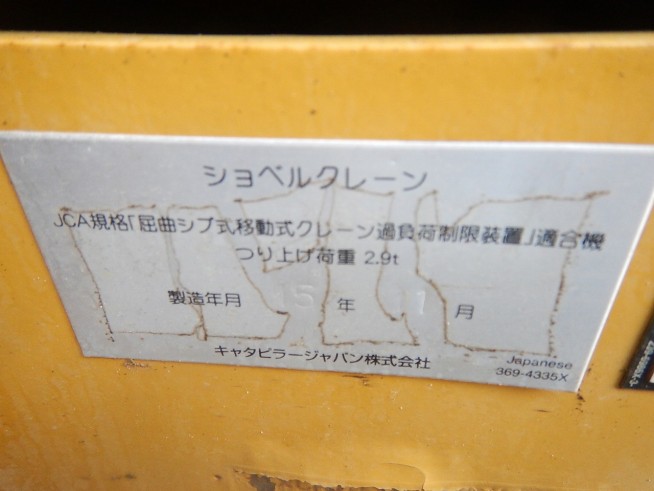 ショベルクレーン
JCA規格「屈曲ジブ式移動式クレーン過負荷制限装置」適合機
つり上げ荷重 2.9t
製造年月 15 年 1 月
キャタピラージャパン株式会社
Japanese
369-4335X